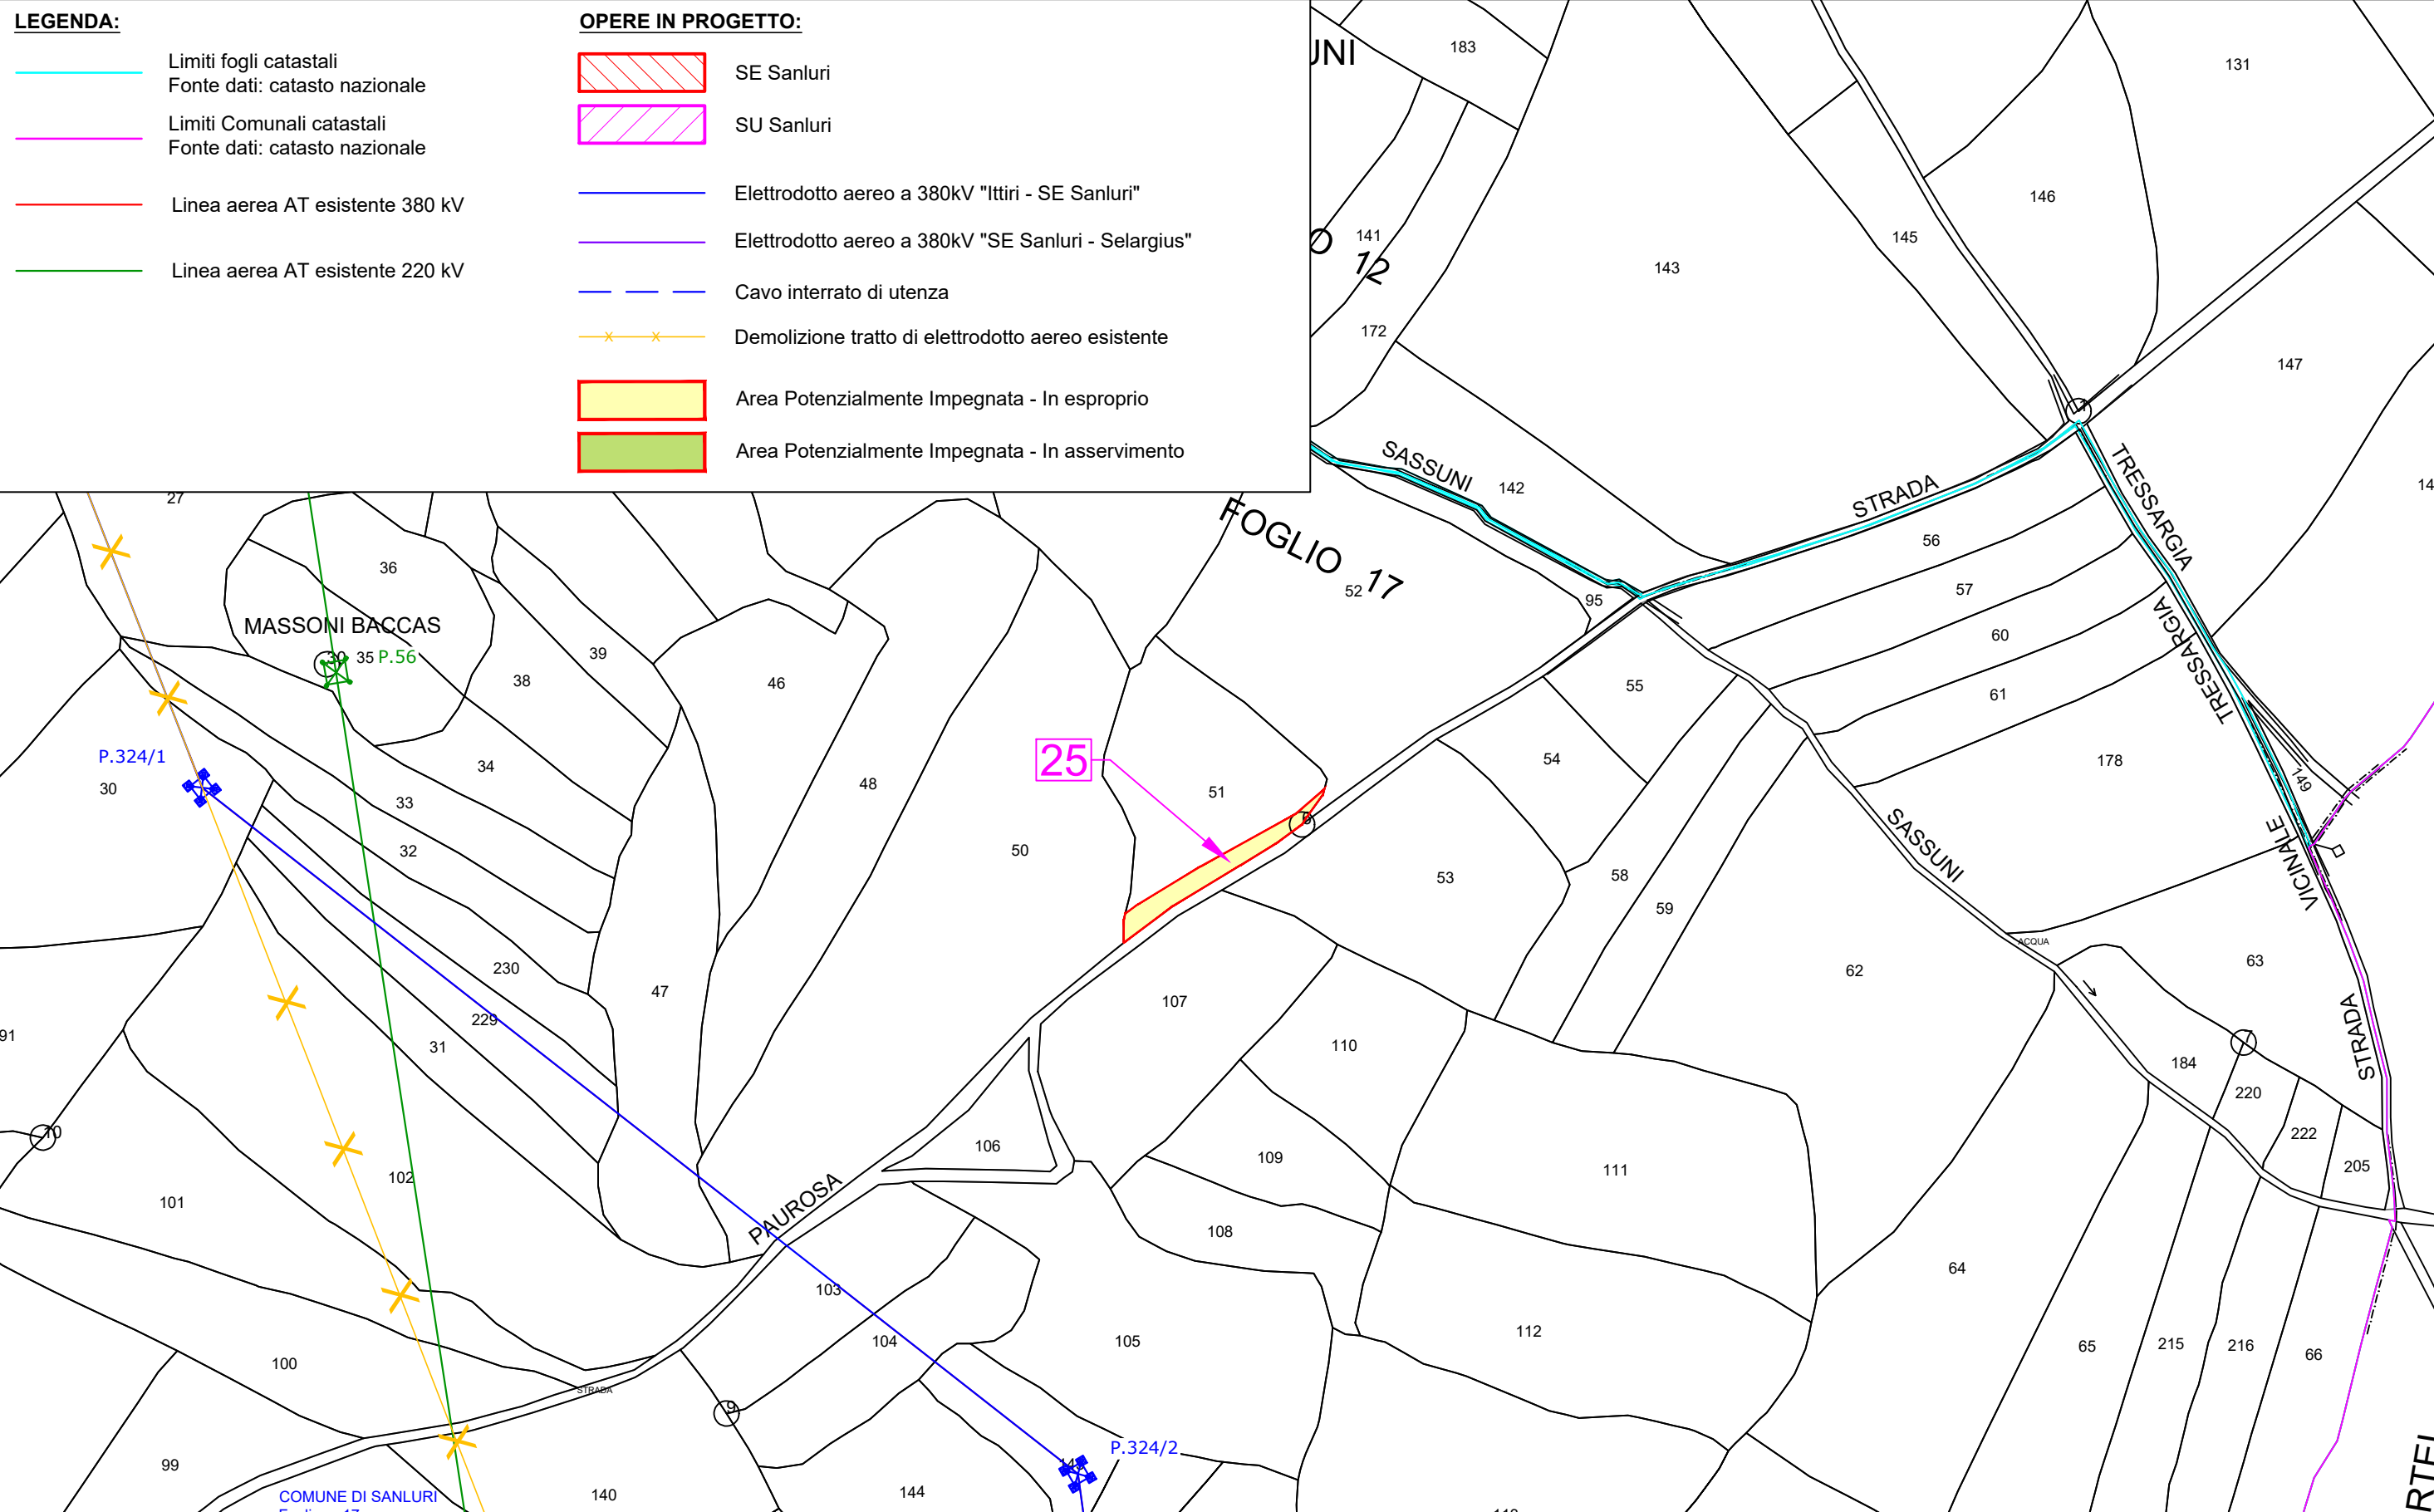 LEGENDA:
Limiti fogli catastali
Fonte dati: catasto nazionale
Limiti Comunali catastali
Fonte dati: catasto nazionale
Linea aerea AT esistente 380 kV
Linea aerea AT esistente 220 kV
OPERE IN PROGETTO:
SE Sanluri
SU Sanluri
Elettrodotto aereo a 380kV "Ittiri - SE Sanluri"
Elettrodotto aereo a 380kV "SE Sanluri - Selargius"
Cavo interrato di utenza
Demolizione tratto di elettrodotto aereo esistente
Area Potenzialmente Impegnata - In esproprio
Area Potenzialmente Impegnata - In asservimento
183
131
146
141
145
12
143
172
147
SASSUNI
142
STRADA
TRESSARGIA
27
FOGLIO 17
56
36
52
57
95
MASSONI BACCAS
TRESSARGIA
60
39
30
35
P.56
38
46
55
61
P.324/1
25
54
178
34
30
48
51
149
33
6
SASSUNI
VICINALE
32
50
53
58
59
ACQUA
63
230
62
47
107
STRADA
229
91
31
110
7
184
220
10
222
106
109
205
102
111
101
PAUROSA
108
64
103
112
104
105
65
215
216
66
100
STRADA
9
P.324/2
99
144
140
COMUNE DI SANLURI